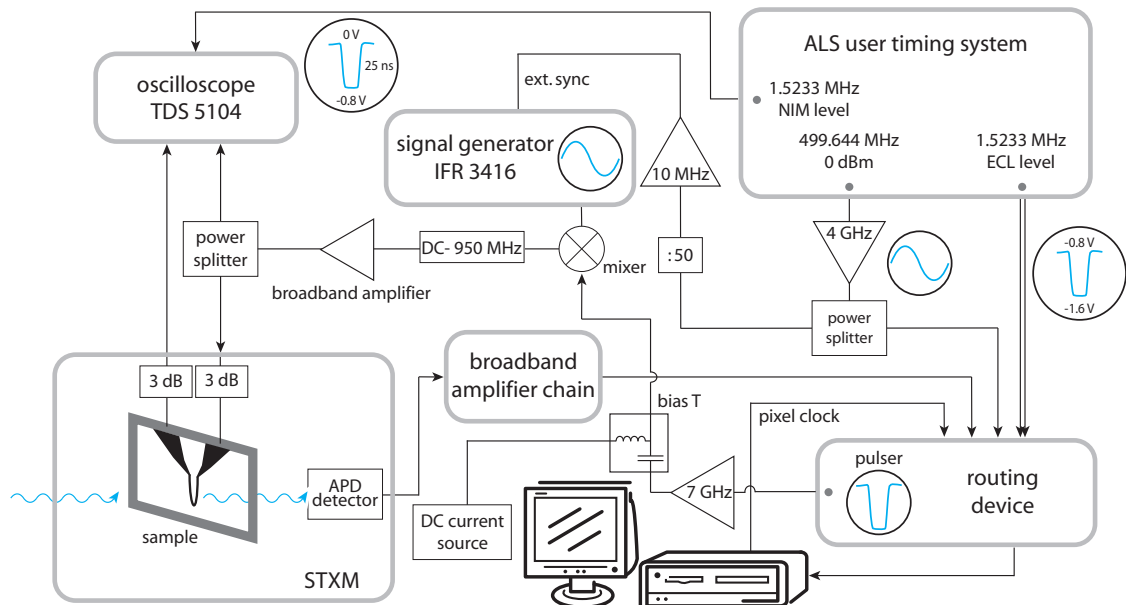 oscilloscope
TDS 5104
0 V
25 ns
-0.8 V
ext. sync
signal generator
IFR 3416
10 MHz
ALS user timing system
1.5233 MHz
NIM level
499.644 MHz
0 dBm
1.5233 MHz
ECL level
4 GHz
-0.8 V
-1.6 V
power
splitter
broadband amplifier
DC- 950 MHz
mixer
:50
power
splitter
3 dB
3 dB
broadband
amplifier chain
bias T
pixel clock
APD
detector
sample
STXM
DC current
source
7 GHz
pulser
routing
device